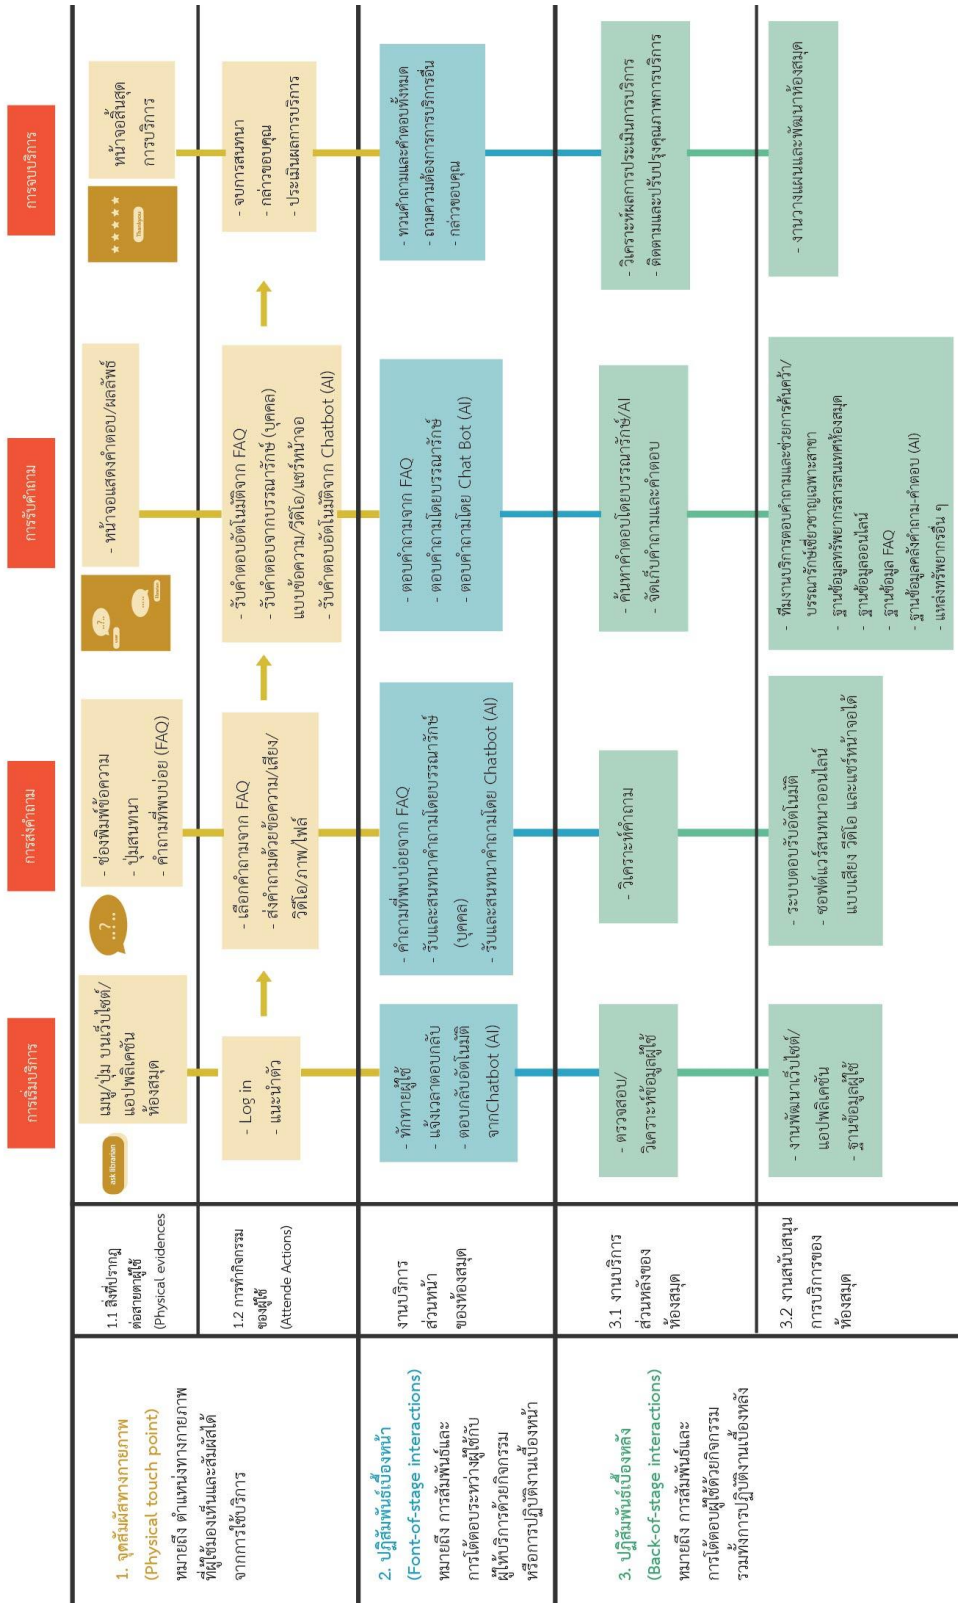 การเริ่มบริการ
การส่งคำถาม
การรับคำถาม
การจบบริการ
1. จุดสัมผัสทางกายภาพ
(Physical touch point)
หมายถึง ตำแหน่งทางกายภาพ
ที่ผู้ใช้มองเห็นและสัมผัสได้
จากการใช้บริการ
1.1 สิ่งที่ปรากฏ
ต่อสายตาผู้ใช้
(Physical evidences
ask librarian
เมนู/ปุ่ม บนเว็บไซต์/
แอปพลิเคชัน
ห้องสมุด
...?...
- ช่องพิมพ์ข้อความ
- ปุ่มสนทนา
- คำถามที่พบบ่อย (FAQ)
- หน้าจอแสดงคำตอบ/ผลลัพธ์
Thankyou
หน้าจอสิ้นสุด
การบริการ
1.2 การทำกิจกรรม
ของผู้ใช้
(Attende Actions)
- Log in
- แนะนำตัว
- เลือกคำถามจาก FAQ
- ส่งคำถามด้วยข้อความ/เสียง/
วิดีโอ/ภาพ/ไฟล์
- รับคำตอบอัตโนมัติจาก FAQ
- รับคำตอบจากบรรณารักษ์ (บุคคล)
แบบข้อความ/วีดีโอ/แชร์หน้าจอ
- รับคำตอบอัตโนมัติจาก Chatbot (AI)
- จบการสนทนา
- กล่าวขอบคุณ
- ประเมินผลการบริการ
2. ปฏิสัมพันธ์เบื้องหน้า
(Font-of-stage interactions)
หมายถึง การสัมพันธ์และ
การโต้ตอบระหว่างผู้ใช้กับ
ผู้ให้บริการด้วยกิจกรรม
หรือการปฏิบัติงานเบื้องหน้า
งานบริการ
ส่วนหน้า
ของห้องสมุด
- ทักทายผู้ใช้
- แจ้งเวลาตอบกลับ
- ตอบกลับอัตโนมัติ
จากChatbot (AI)
- คำถามที่พบบ่อยจาก FAQ
- รับและสนทนาคำถามโดยบรรณารักษ์
(บุคคล)
- รับและสนทนาคำถามโดย Chatbot (AI)
- ตอบคำถามจาก FAQ
- ตอบคำถามโดยบรรณารักษ์
- ตอบคำถามโดย Chat Bot (AI)
- ทวนคำถามและคำตอบทั้งหมด
- ถามความต้องการการบริการอื่น
- กล่าวขอบคุณ
3. ปฏิสัมพันธ์เบื้องหลัง
(Back-of-stage interactions)
หมายถึง การสัมพันธ์และ
การโต้ตอบผู้ใช้ด้วยกิจกรรม
รวมทั้งการปฏิบัติงานเบื้องหลัง
3.1 งานบริการ
ส่วนหลังของ
ห้องสมุด
- ตรวจสอบ/
วิเคราะห์ข้อมูลผู้ใช้
- วิเคราะห์คำถาม
- ค้นหาคำตอบโดยบรรณารักษ์/AI
- จัดเก็บคำถามและคำตอบ
- วิเคราะห์ผลการประเมินการบริการ
- ติดตามและปรับปรุงคุณภาพการบริการ
3.2 งานสนับสนุน
การบริการของ
ห้องสมุด
- งานพัฒนาเว็บไซต์/
แอปพลิเคชัน
- ฐานข้อมูลผู้ใช้
- ระบบตอบรับอัตโนมัติ
- ซอฟต์แวร์สนทนาออนไลน์
แบบเสียง วีดีโอ และแชร์หน้าจอได้
- ทีมงานบริการตอบคำถามและช่วยการค้นคว้า/
บรรณารักษ์เชี่ยวชาญเฉพาะสาขา
- ฐานข้อมูลทรัพยากรสารสนเทศห้องสมุด
- ฐานข้อมูลออนไลน์
- ฐานข้อมูล FAQ
- ฐานข้อมูลคลังคำถาม-คำตอบ (AI)
- แหล่งทรัพยากรอื่น ๆ
- งานวางแผนและพัฒนาห้องสมุด